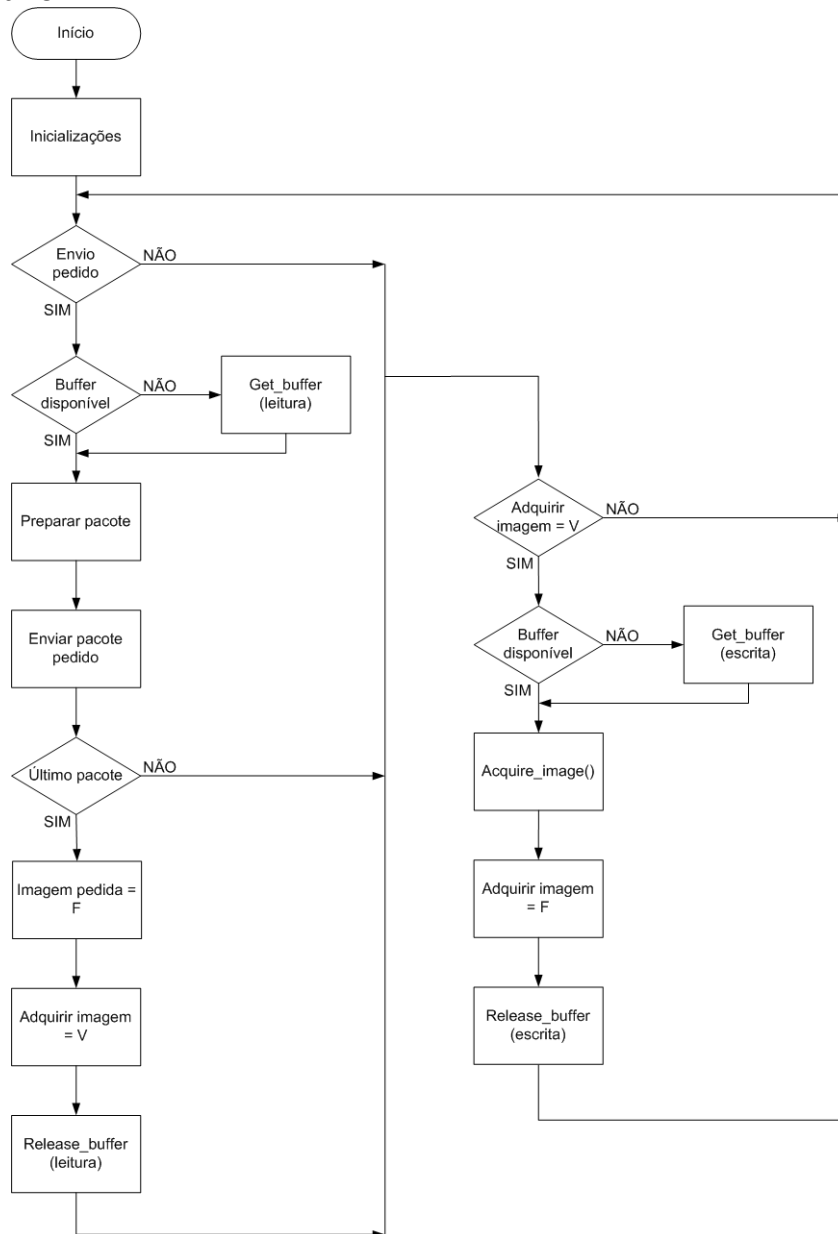 Início
Inicializações
Envio
pedido
NÃO
SIM
Buffer
disponível
NÃO
SIM
Get_buffer
(leitura)
Preparar pacote
Enviar pacote
pedido
Último pacote
NÃO
SIM
Imagem pedida =
F
Adquirir imagem
= V
Release_buffer
(leitura)
Adquirir
imagem = V
NÃO
SIM
Buffer
disponível
NÃO
SIM
Get_buffer
(escrita)
Acquire_image()
Adquirir imagem
= F
Release_buffer
(escrita)